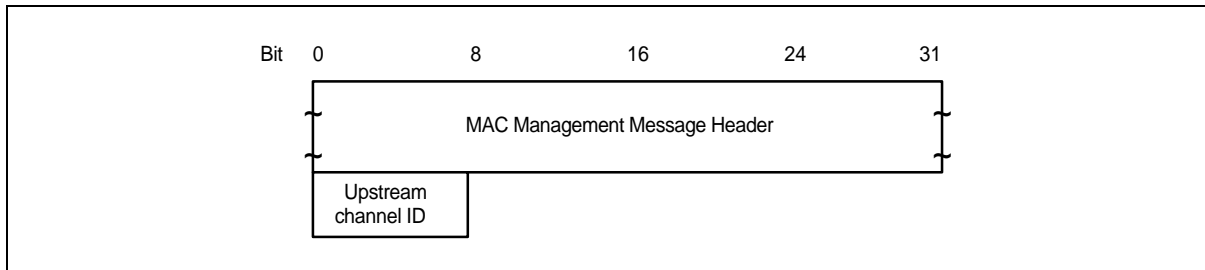 Bit 0 8 16 24 31
MAC Management Message Header
Upstream
channel ID